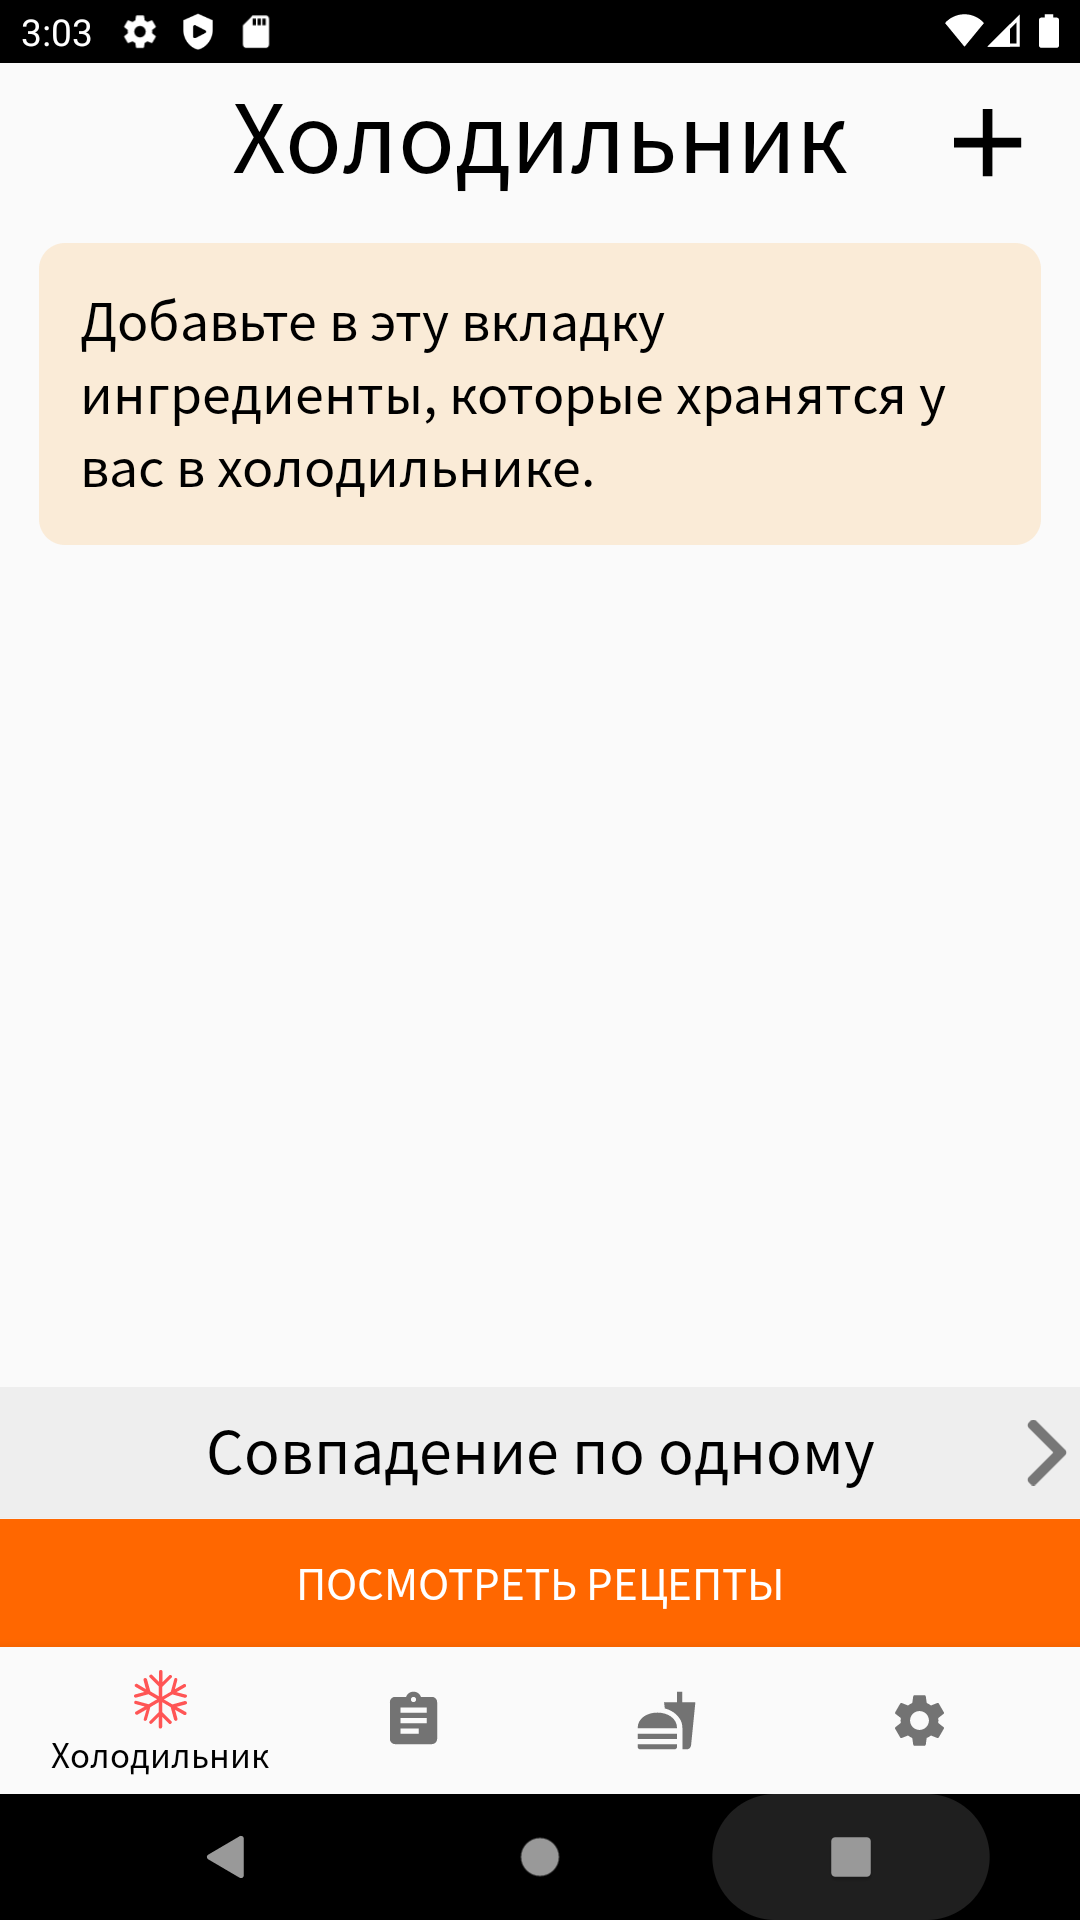 3:03
Холодильник
Добавьте в эту вкладку
ингредиенты, которые хранятся у
вас в холодильнике.
Совпадение по одному
ПОСМОТРЕТЬ РЕЦЕПТЫ
Холодильник